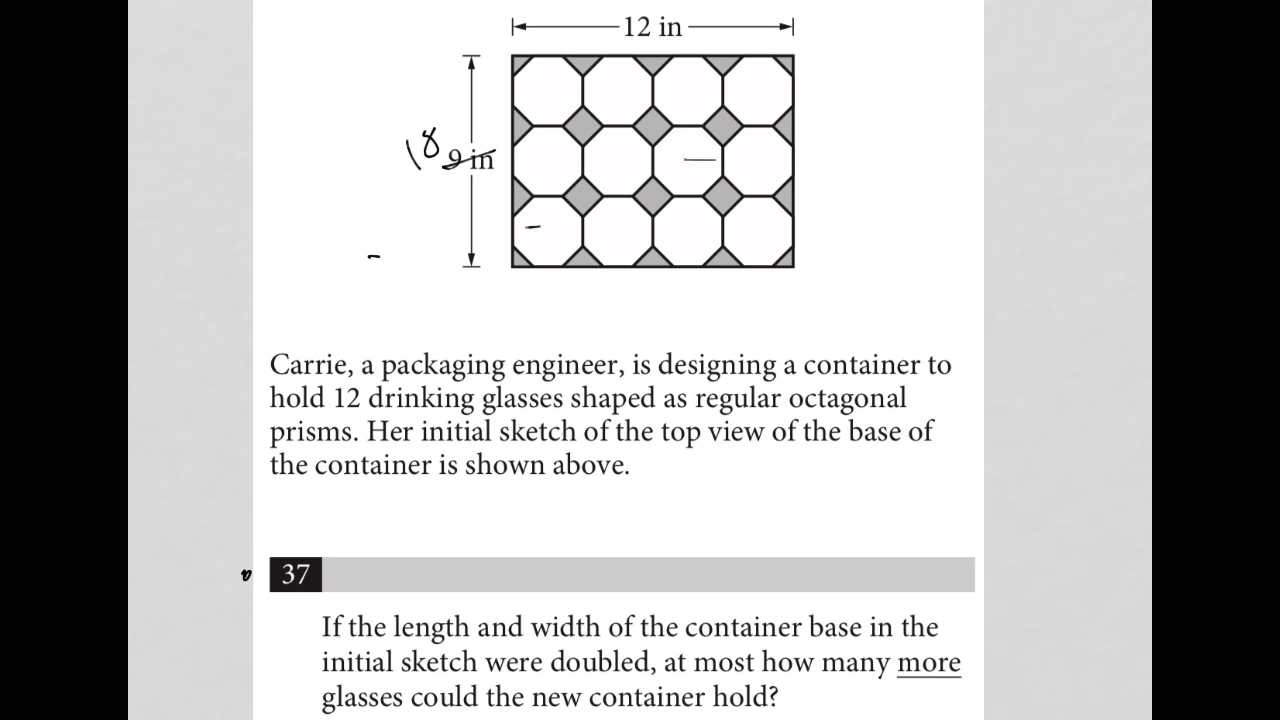 12 in
18 9 in
Carrie, a packaging engineer, is designing a container to
hold 12 drinking glasses shaped as regular octagonal
prisms. Her initial sketch of the top view of the base of
the container is shown above.
37
If the length and width of the container base in the
initial sketch were doubled, at most how many more
glasses could the new container hold?